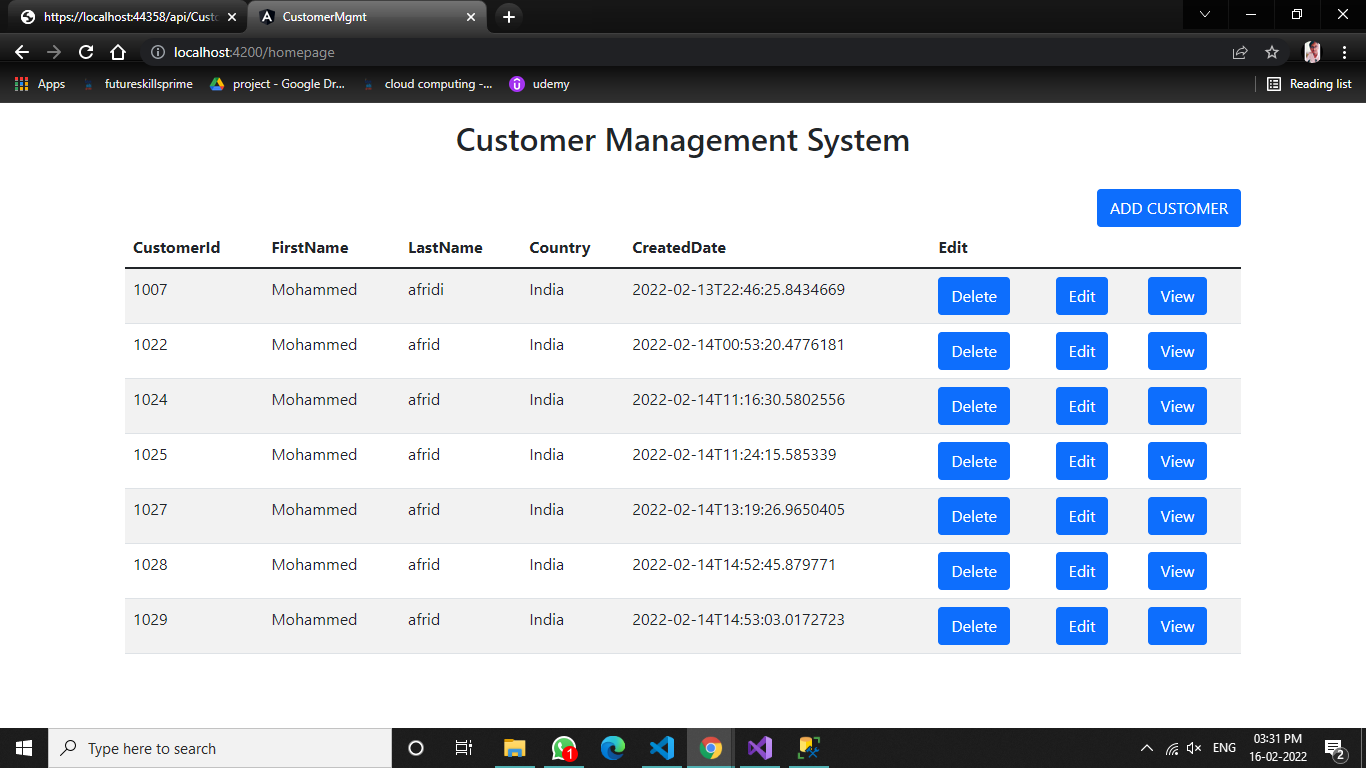 https://localhost:44358/api/Cust
CustomerMgmt
localhost:4200/homepage
Apps
futureskillsprime
project - Google Dr...
cloud computing -...
udemy
Reading list
Customer Management System
ADD CUSTOMER
CustomerId FirstName LastName Country CreatedDate Edit
1007 Mohammed afridi India 2022-02-13T22:46:25.8434669 Delete Edit View
1022 Mohammed afrid India 2022-02-14T00:53:20.4776181 Delete Edit View
1024 Mohammed afrid India 2022-02-14T11:16:30.5802556 Delete Edit View
1025 Mohammed afrid India 2022-02-14T11:24:15.585339 Delete Edit View
1027 Mohammed afrid India 2022-02-14T13:19:26.9650405 Delete Edit View
1028 Mohammed afrid India 2022-02-14T14:52:45.879771 Delete Edit View
1029 Mohammed afrid India 2022-02-14T14:53:03.0172723 Delete Edit View
Type here to search
1
ENG
03:31 PM
16-02-2022
2